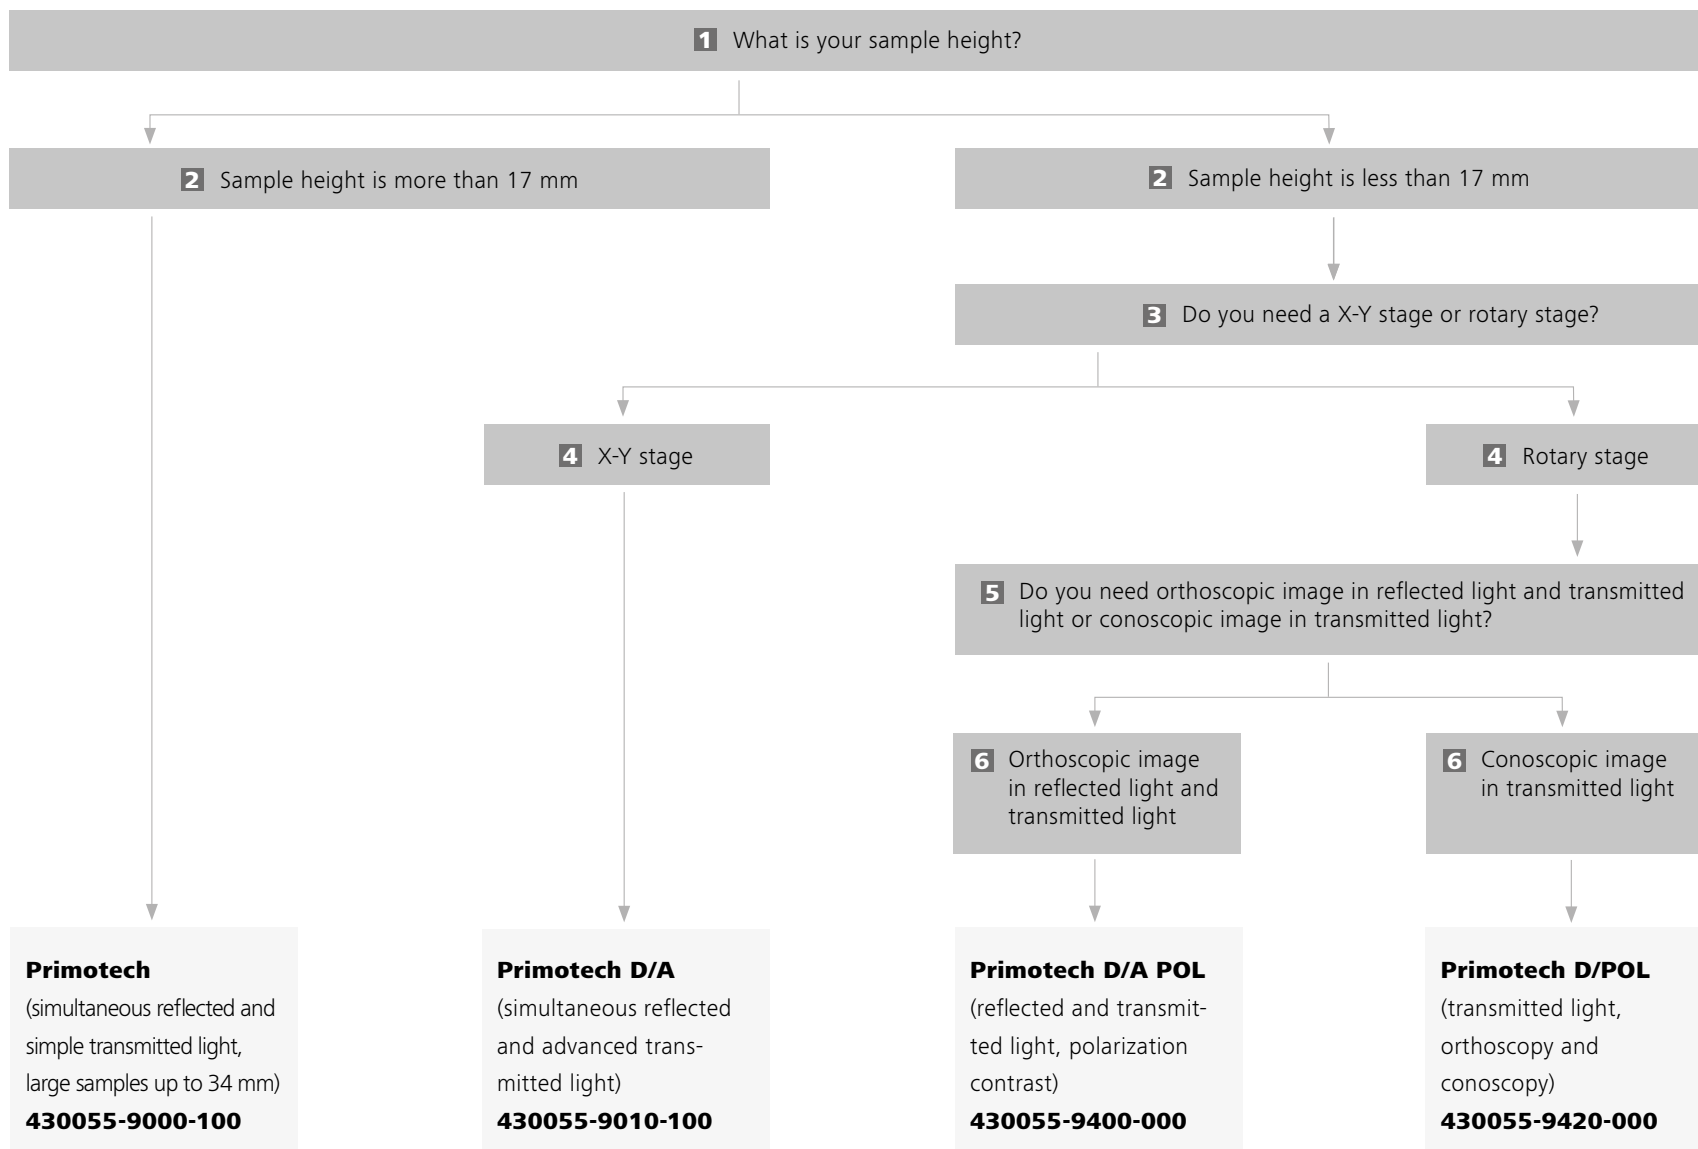 1 What is your sample height?
2 Sample height is more than 17 mm
2 Sample height is less than 17 mm
3 Do you need a X-Y stage or rotary stage?
4 X-Y stage
4 Rotary stage
5 Do you need orthoscopic image in reflected light and transmitted
light or conoscopic image in transmitted light?
6 Orthoscopic image
in reflected light and
transmitted light
6 Conoscopic image
in transmitted light
Primotech
(simultaneous reflected and
simple transmitted light,
large samples up to 34 mm)
430055-9000-100
Primotech D/A
(simultaneous reflected
and advanced trans-
mitted light)
430055-9010-100
Primotech D/A POL
(reflected and transmit-
ted light, polarization
contrast)
430055-9400-000
Primotech D/POL
(transmitted light,
orthoscopy and
conoscopy)
430055-9420-000